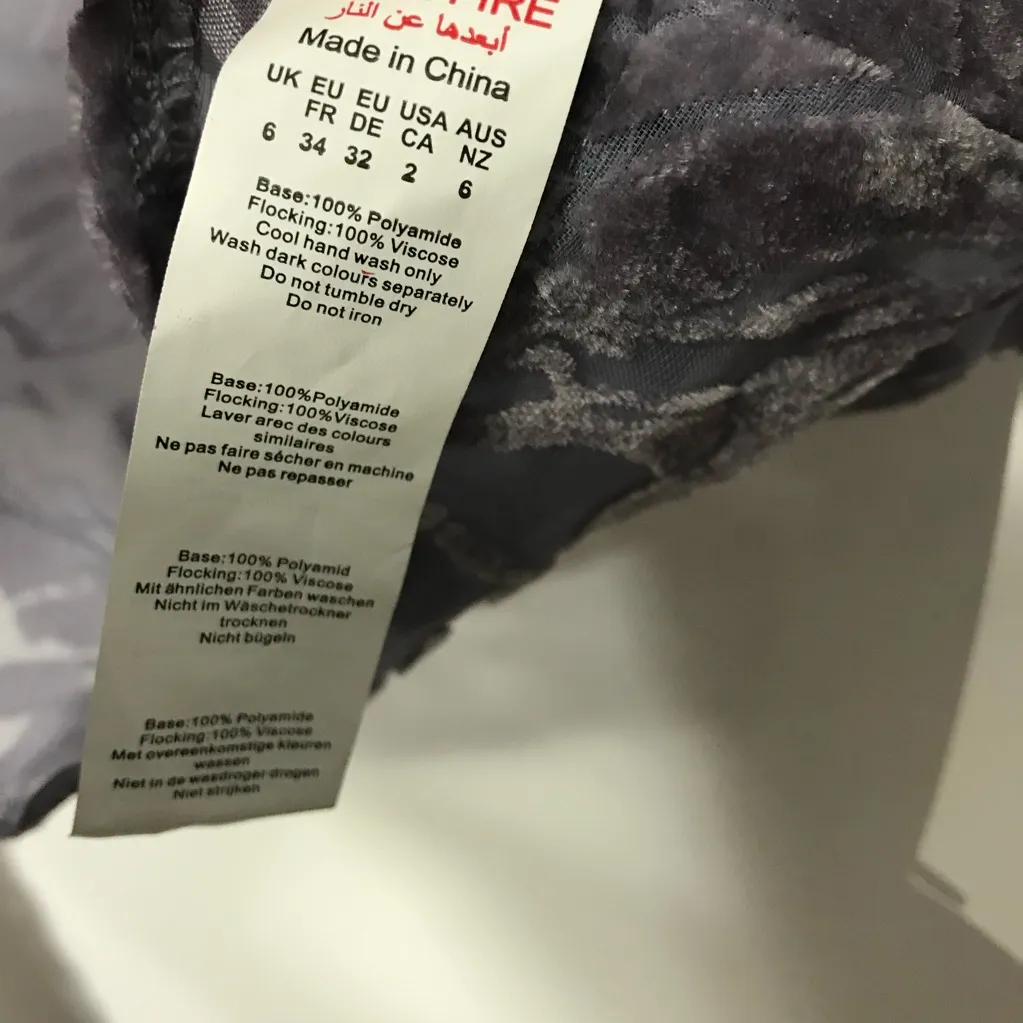 FIRE
أبعدها عن النار
Made in China
UK EU EU USA AUS
FR DE CA NZ
6 34 32 2 6
Base:100% Polyamide
Flocking:100% Viscose
Cool hand wash only
Wash dark colours separately
Do not tumble dry
Do not iron
Base:100%Polyamide
Flocking:100%Viscose
Laver arec des colours
similaires
Ne pas faire sécher en machine
Ne pas repasser
Base:100% Polyamid
Flocking:100% Viscose
Mit ähnlichen Farben waschen
Nicht im Wäschetrockner
trocknen
Nicht bügeln
Base:100% Polyamide
Flocking:100% Viscose
Met overeenkomstige kleuren
wassen
Niet in de wasdroger drogen
Niet strijken